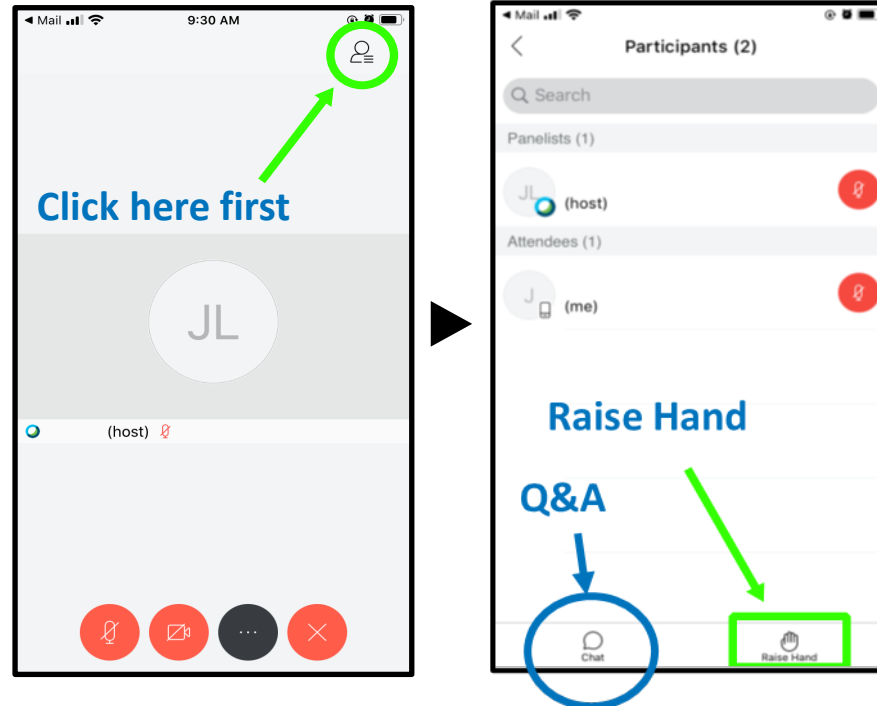 Mail
9:30 AM
Click here first
JL
(host)
...
Mail
Participants (2)
Search
Panelists (1)
JL
(host)
Attendees (1)
J
(me)
Raise Hand
Q&A
Chat
Raise Hand